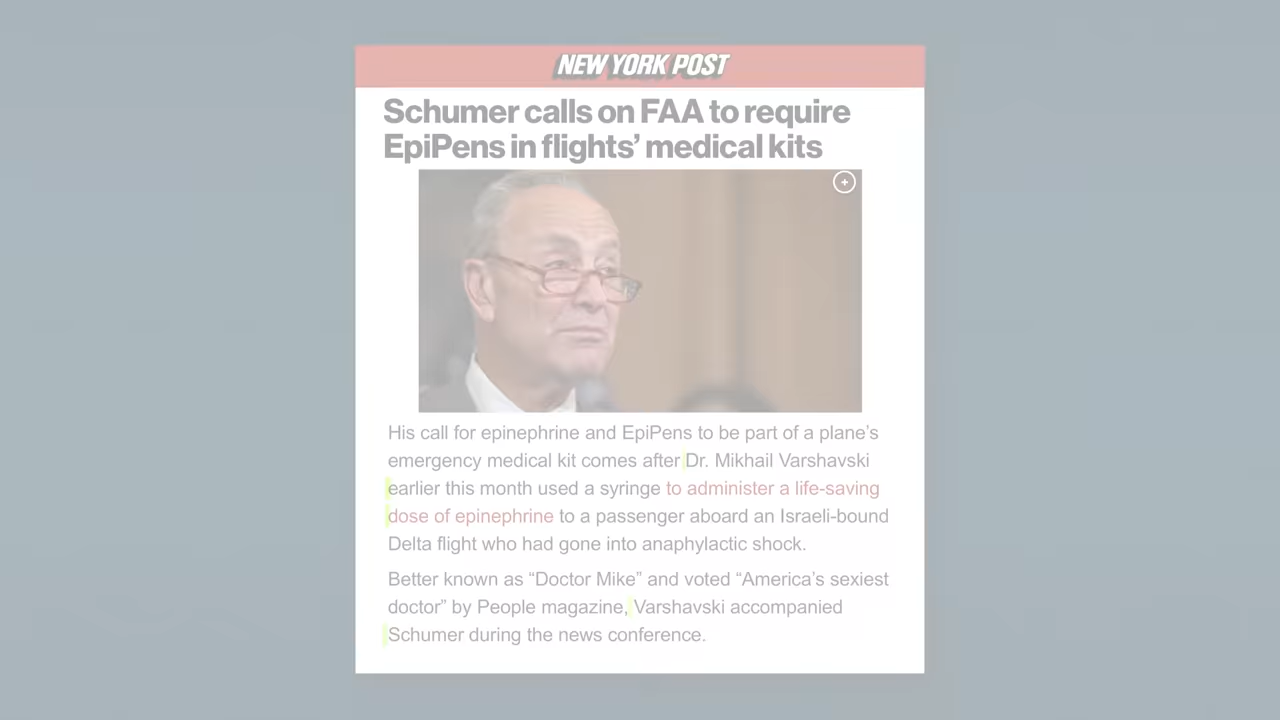 NEW YORK POST
Schumer calls on FAA to require
EpiPens in flights’ medical kits
His call for epinephrine and EpiPens to be part of a plane’s
emergency medical kit comes after Dr. Mikhail Varshavski
earlier this month used a syringe to administer a life-saving
dose of epinephrine to a passenger aboard an Israeli-bound
Delta flight who had gone into anaphylactic shock.
Better known as “Doctor Mike” and voted “America’s sexiest
doctor” by People magazine, Varshavski accompanied
Schumer during the news conference.